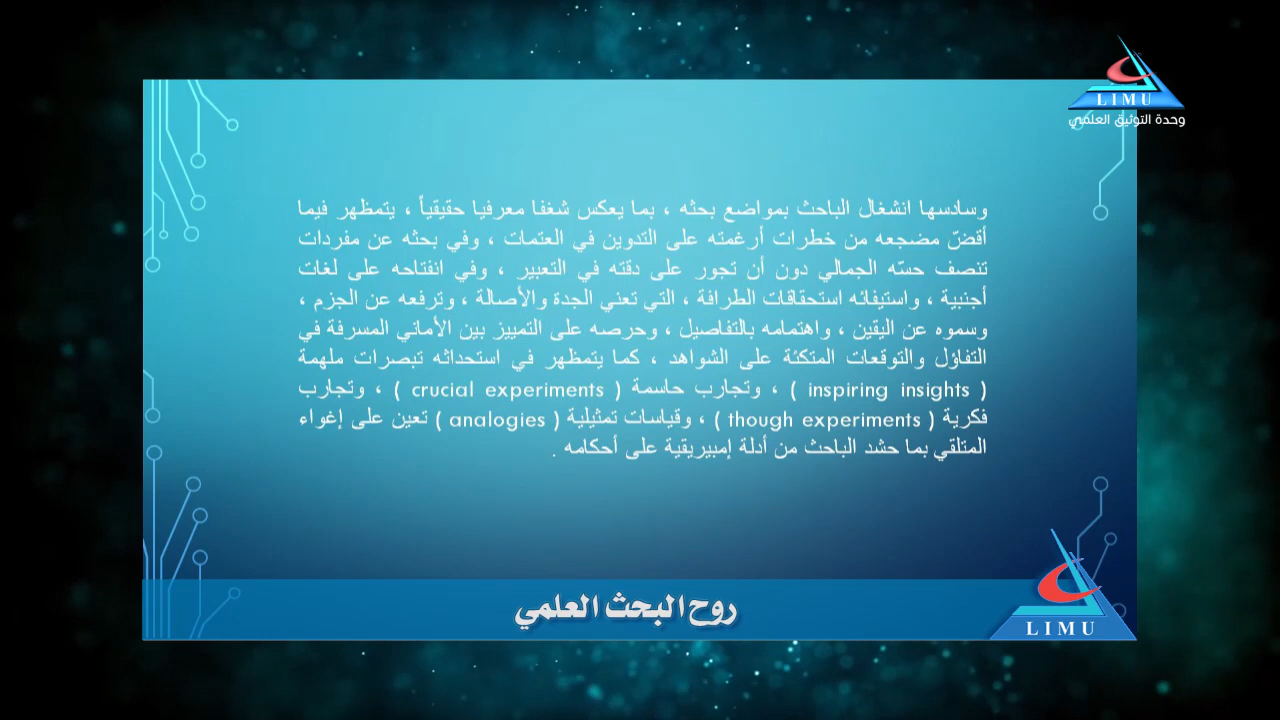 LIMU
وحدة التوثيق العلمي
وسادسها انشغال الباحث بمواضع بحثه ، بما يعكس شغفا معرفيا حقيقياً ، يتمظهر فيما
أقضّ مضجعه من خطرات أرغمته على التدوين في العتمات ، وفي بحثه عن مفردات
تنصف حسّه الجمالي دون أن تجور على دقته في التعبير ، وفي انفتاحه على لغات
أجنبية ، واستيفائه استحقاقات الطرافة ، التي تعني الجدة والأصالة ، وترفعه عن الجزم ،
وسموه عن اليقين ، واهتمامه بالتفاصيل ، وحرصه على التمييز بين الأماني المسرفة في
التفاؤل والتوقعات المتكئة على الشواهد ، كما يتمظهر في استحداثه تبصرات ملهمة
( inspiring insights ) ، وتجارب حاسمة ( crucial experiments ) ، وتجارب
فكرية ( though experiments ) ، وقياسات تمثيلية ( analogies ) تعين على إغواء
المتلقي بما حشد الباحث من أدلة إمبيريقية على أحكامه .
روح البحث العلمي
LIMU